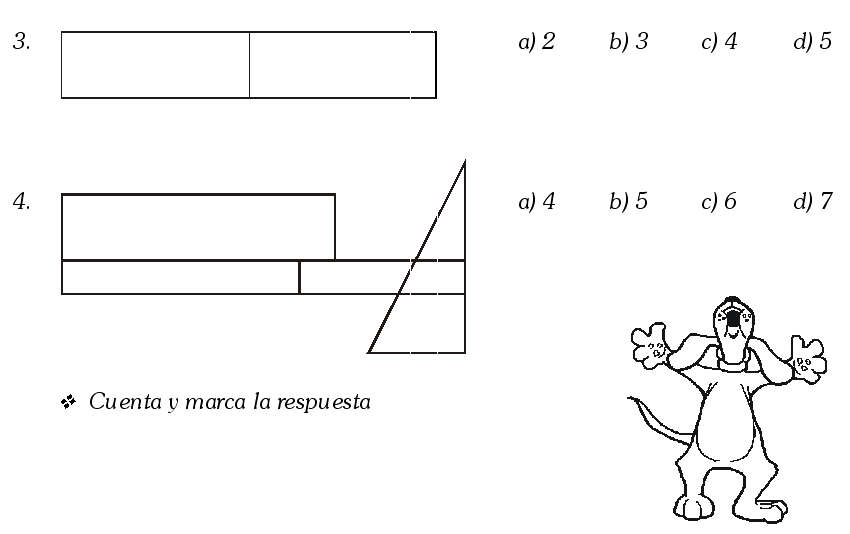 3. a) 2 b) 3 c) 4 d) 5
4. a) 4 b) 5 c) 6 d) 7
❖ Cuenta y marca la respuesta